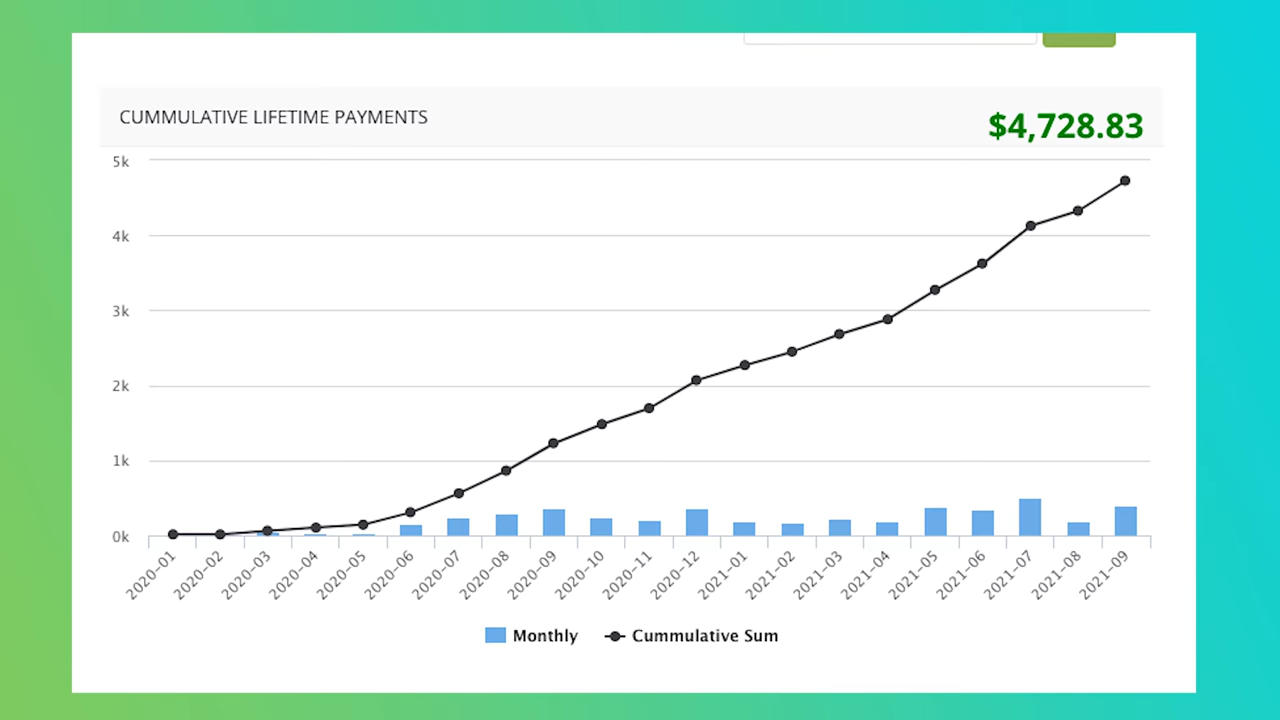 CUMMULATIVE LIFETIME PAYMENTS
$4,728.83
5k
4k
3k
2k
1k
0k
2020-01
2020-02
2020-03
2020-04
2020-05
2020-06
2020-07
2020-08
2020-09
2020-10
2020-11
2020-12
2021-01
2021-02
2021-03
2021-04
2021-05
2021-06
2021-07
2021-08
2021-09
Monthly
Cummulative Sum